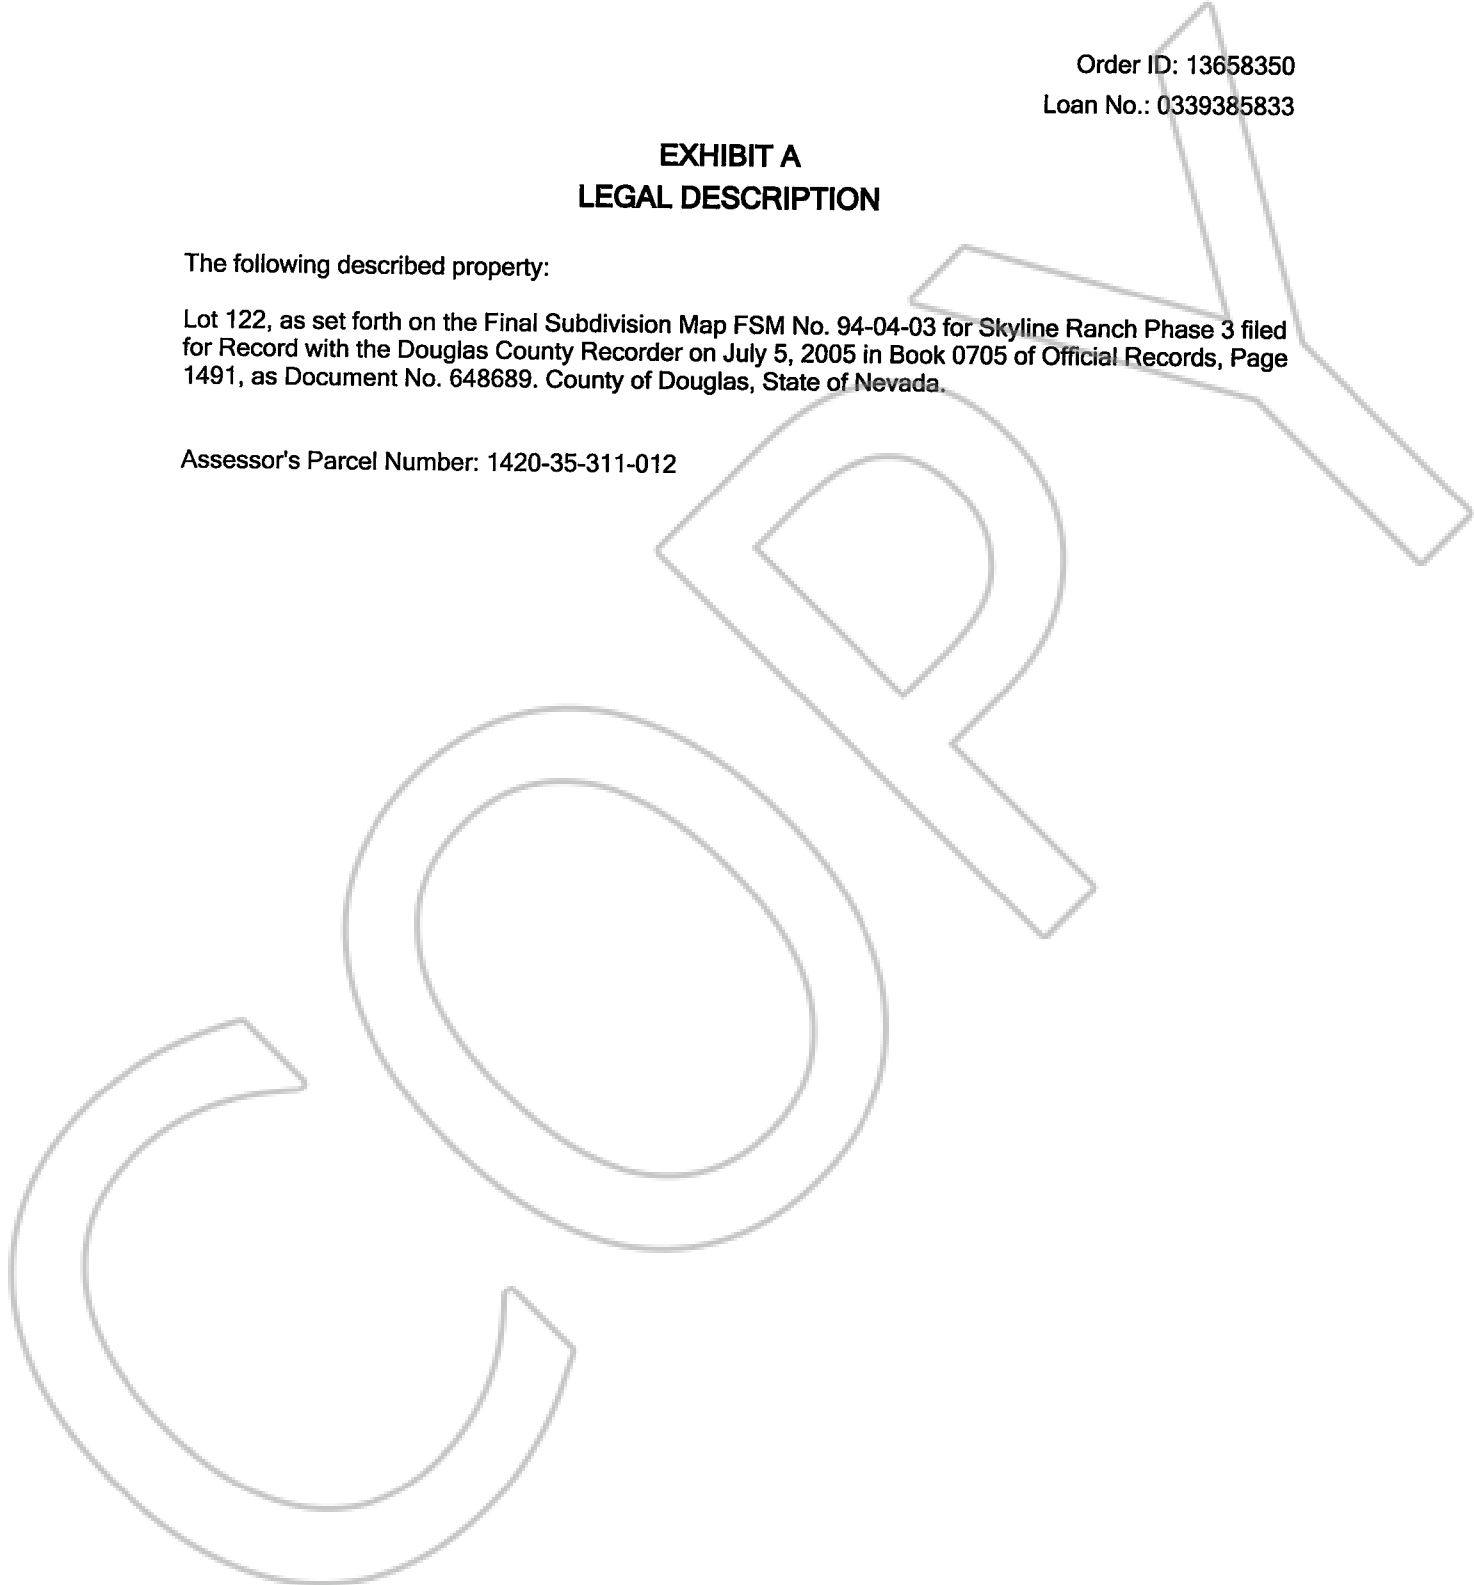 Order ID: 13658350
Loan No.: 0339385833
EXHIBIT A
LEGAL DESCRIPTION
The following described property:
Lot 122, as set forth on the Final Subdivision Map FSM No. 94-04-03 for Skyline Ranch Phase 3 filed
for Record with the Douglas County Recorder on July 5, 2005 in Book 0705 of Official Records, Page
1491, as Document No. 648689. County of Douglas, State of Nevada.
Assessor's Parcel Number: 1420-35-311-012
COPY